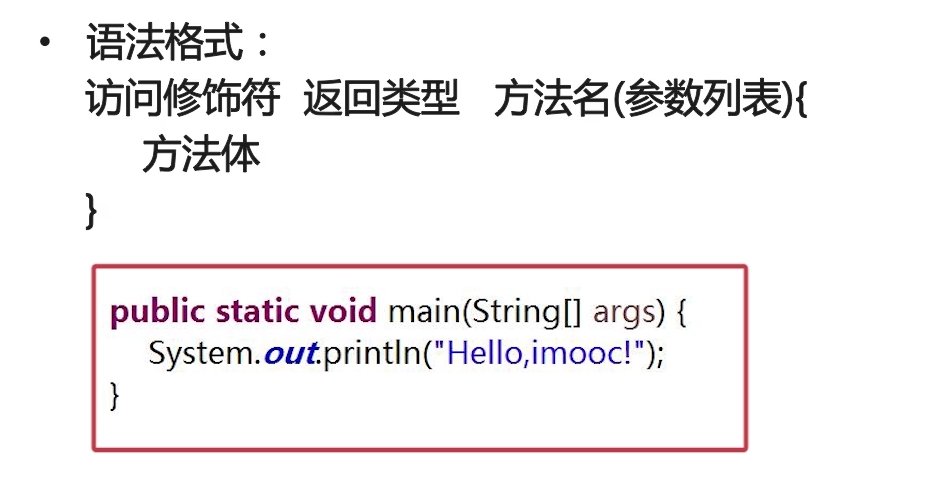 • 语法格式：
访问修饰符 返回类型 方法名(参数列表){
方法体
}
public static void main(String[] args) {
System.out.println("Hello,imooc!");
}